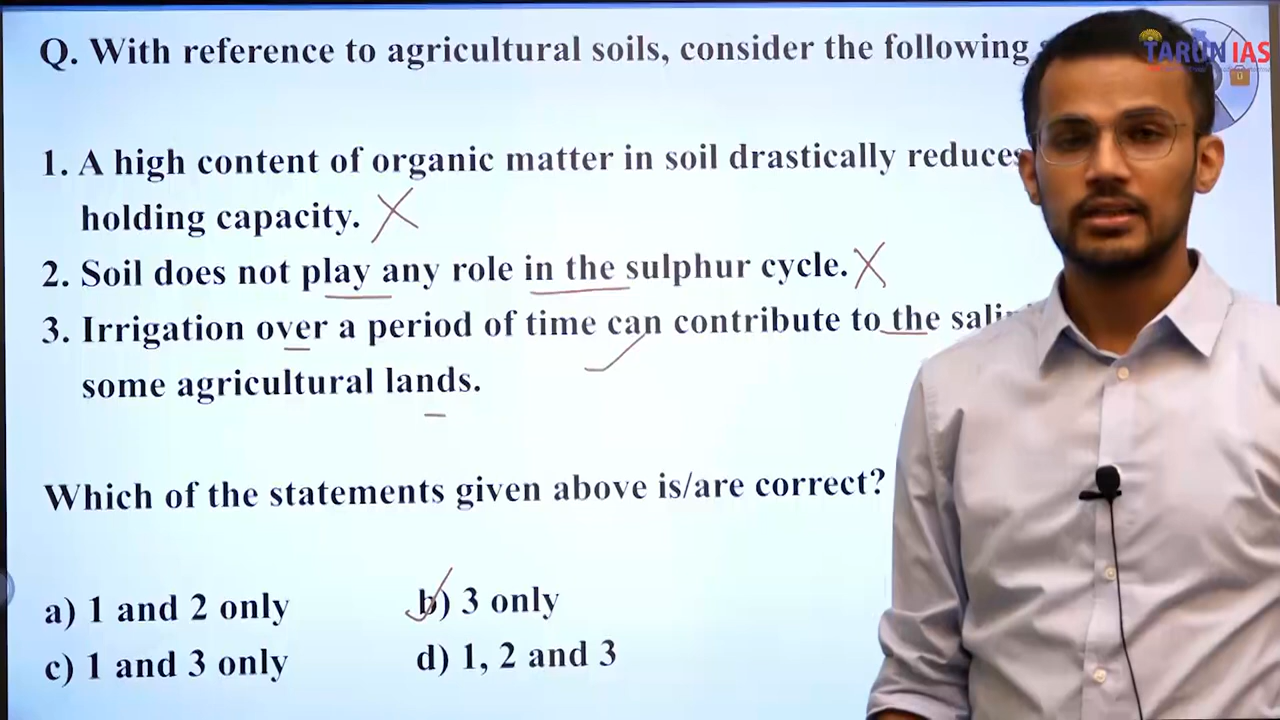 Q. With reference to agricultural soils, consider the following
TARUN IAS
1. A high content of organic matter in soil drastically reduces
holding capacity.
2. Soil does not play any role in the sulphur cycle.
3. Irrigation over a period of time can contribute to the
some agricultural lands.
Which of the statements given above is/are correct?
a) 1 and 2 only
b) 3 only
c) 1 and 3 only
d) 1, 2 and 3